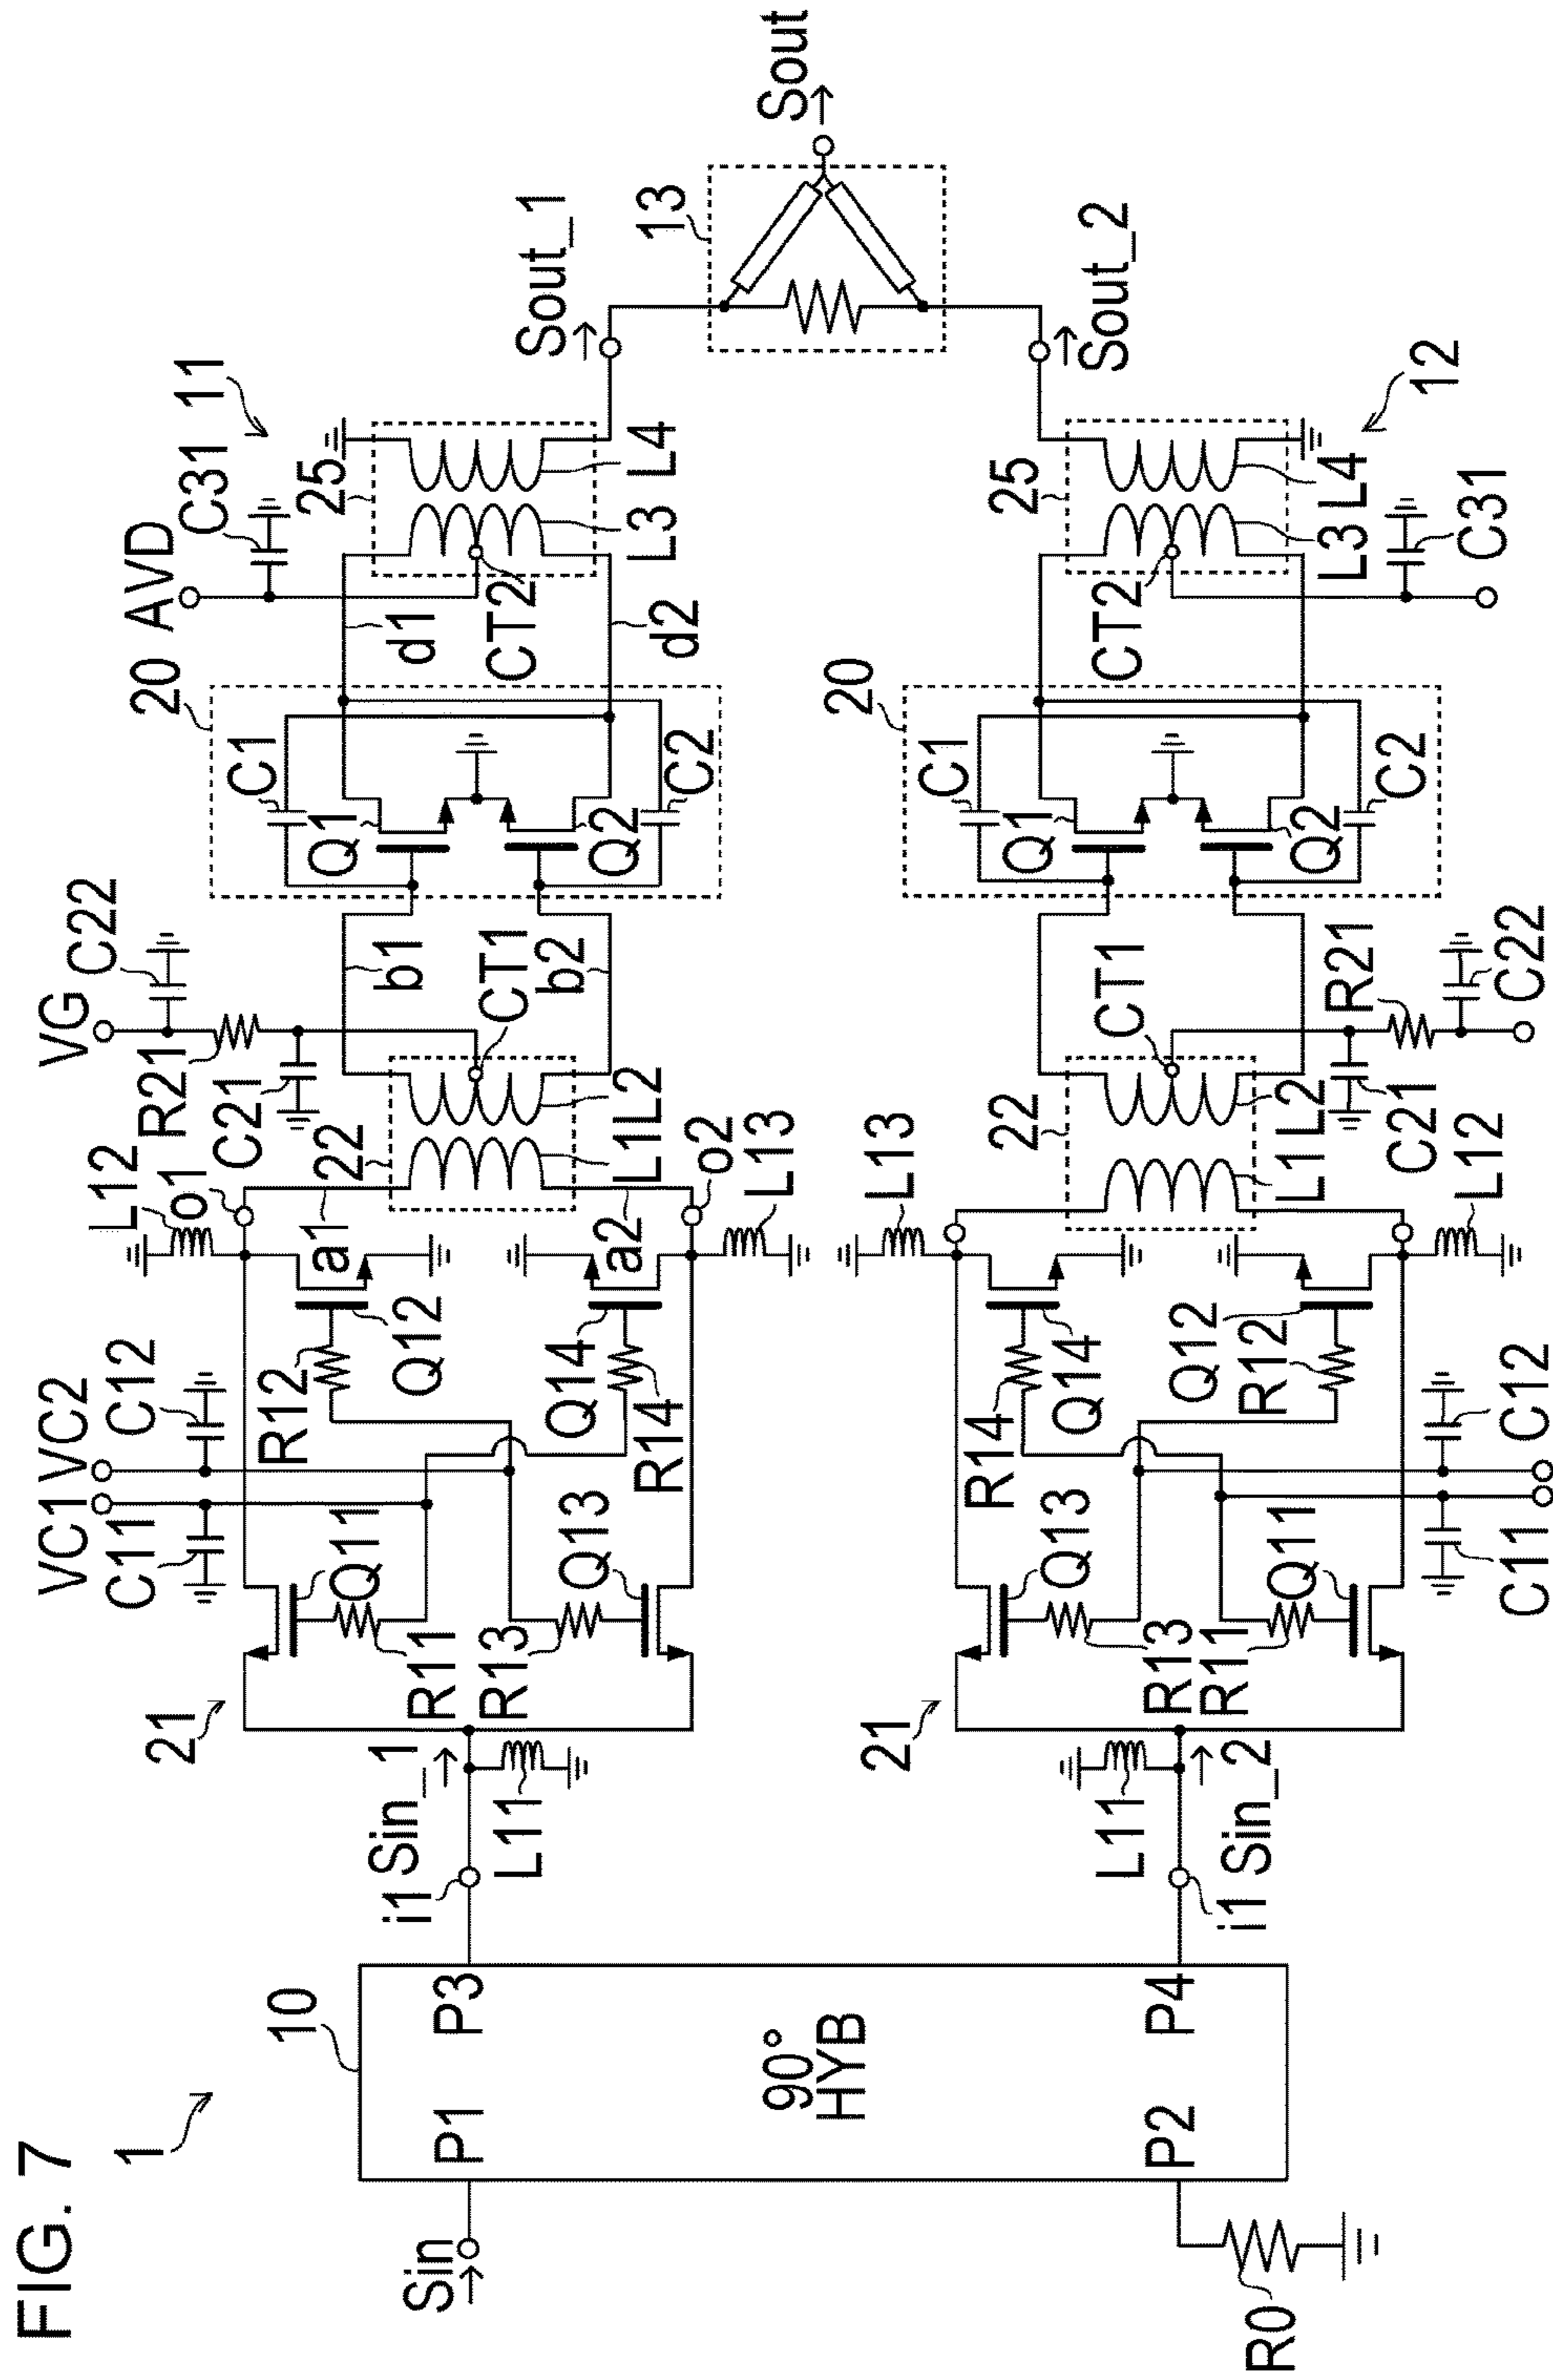 FIG. 7
1
Sin
P1
P2
R0
10
90°
HYB
P3
P4
i1
Sin_1
L11
21
VC1
VC2
C11
C12
Q11
R11
R13
Q13
R12
Q12
Q14
R14
L12
o1
a1
a2
o2
L13
22
L1
L2
CT1
VG
C22
R21
C21
b1
b2
20
C1
Q1
Q2
C2
d1
d2
AVD
C31
11
25
CT2
L3
L4
Sout_1
13
Sout
i1
Sin_2
L11
21
Q13
R13
R11
Q11
C11
C12
R14
Q14
Q12
R12
L13
L12
22
L1
L2
CT1
C21
R21
C22
20
C1
Q1
Q2
C2
CT2
25
L3
L4
C31
12
Sout_2